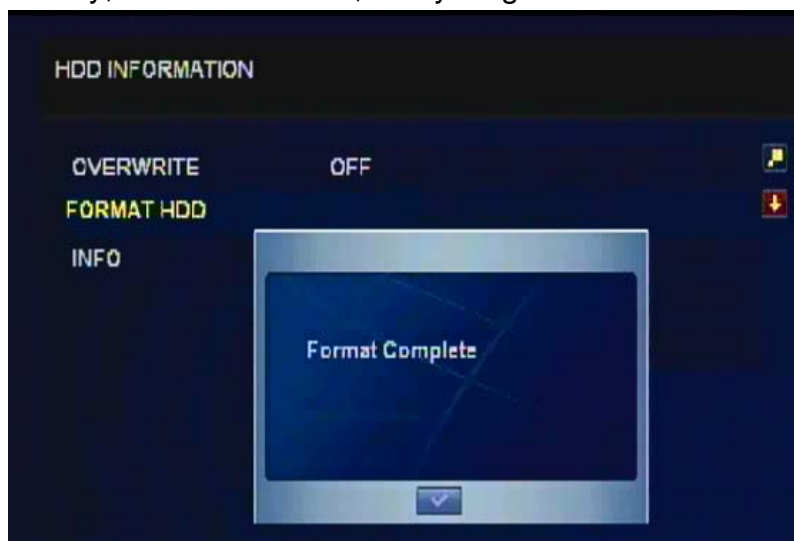 HDD INFORMATION
OVERWRITE OFF
FORMAT HDD
INFO
Format Complete